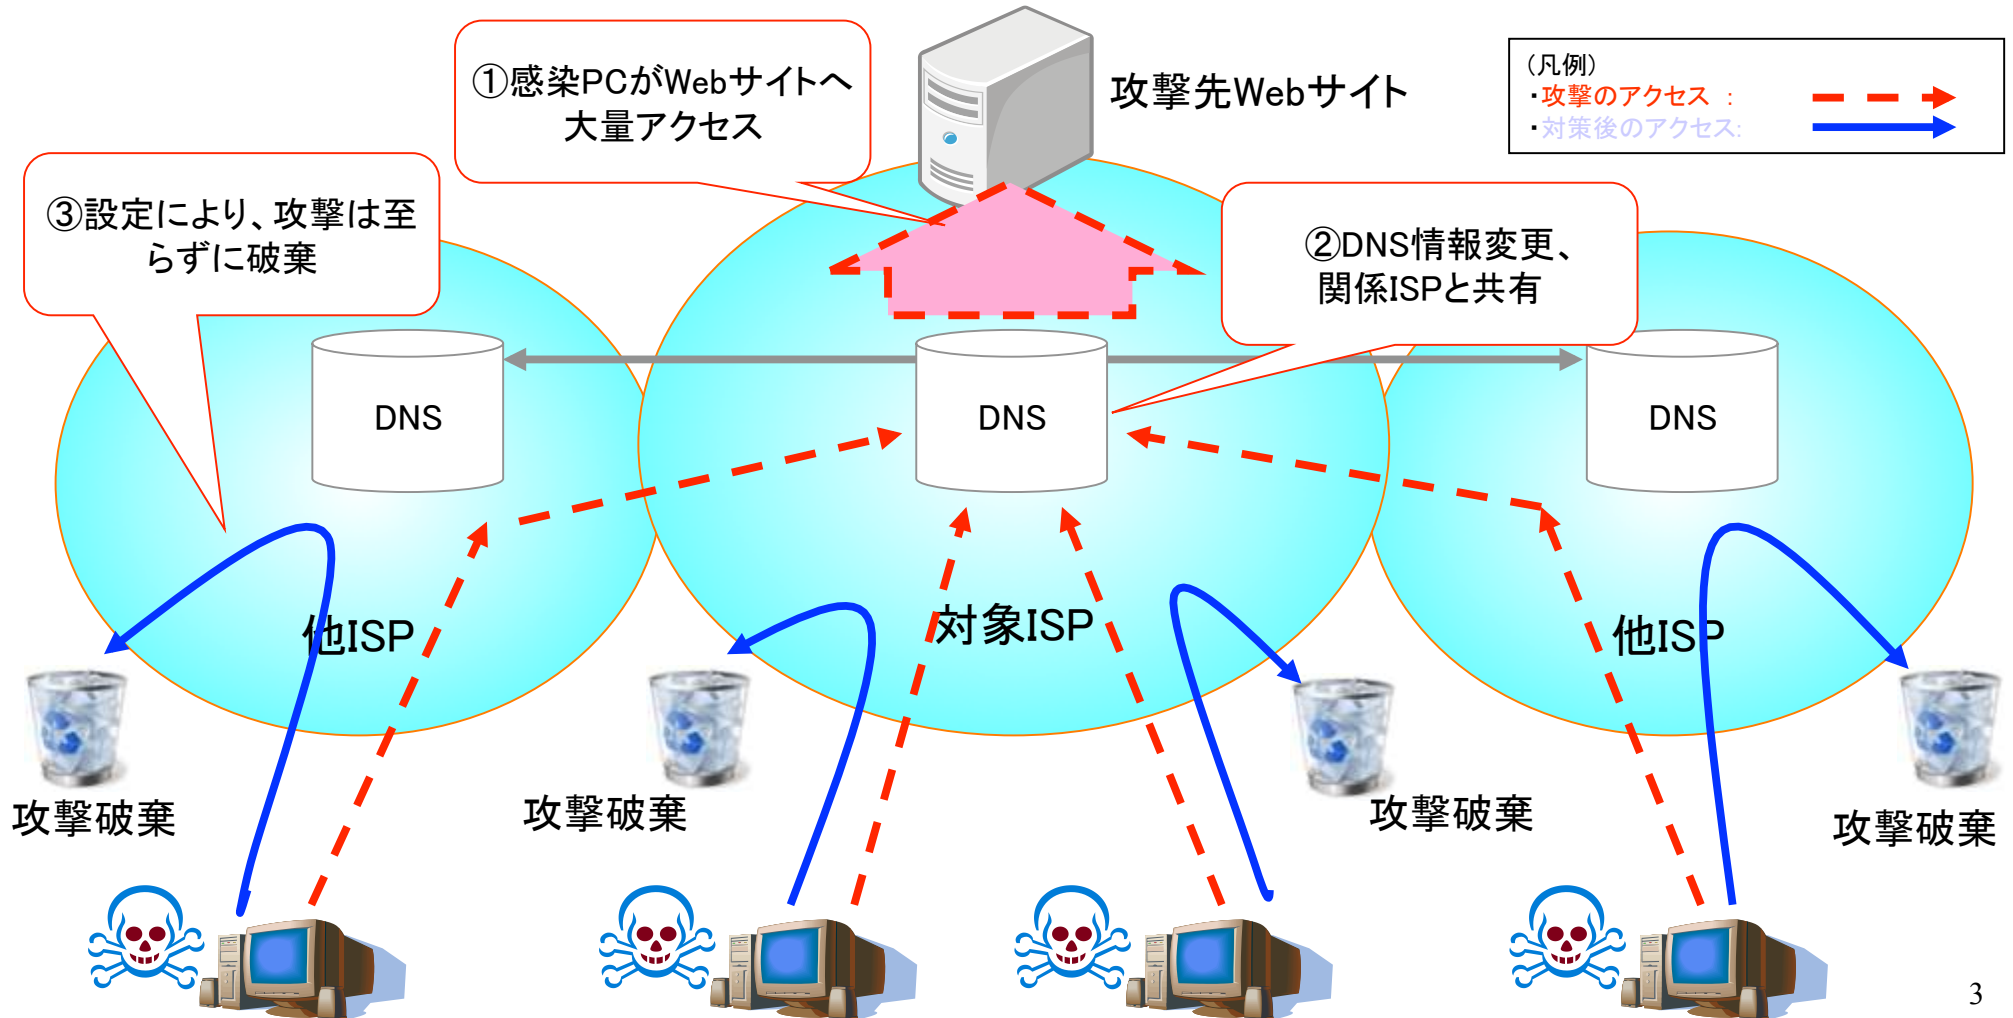 ①感染PCがWebサイトへ
大量アクセス
攻撃先Webサイト
(凡例)
・攻撃のアクセス :
・対策後のアクセス:
③設定により、攻撃は至
らずに破棄
②DNS情報変更、
関係ISPと共有
DNS
DNS
DNS
他ISP
対象ISP
他ISP
攻撃破棄
攻撃破棄
攻撃破棄
攻撃破棄
3